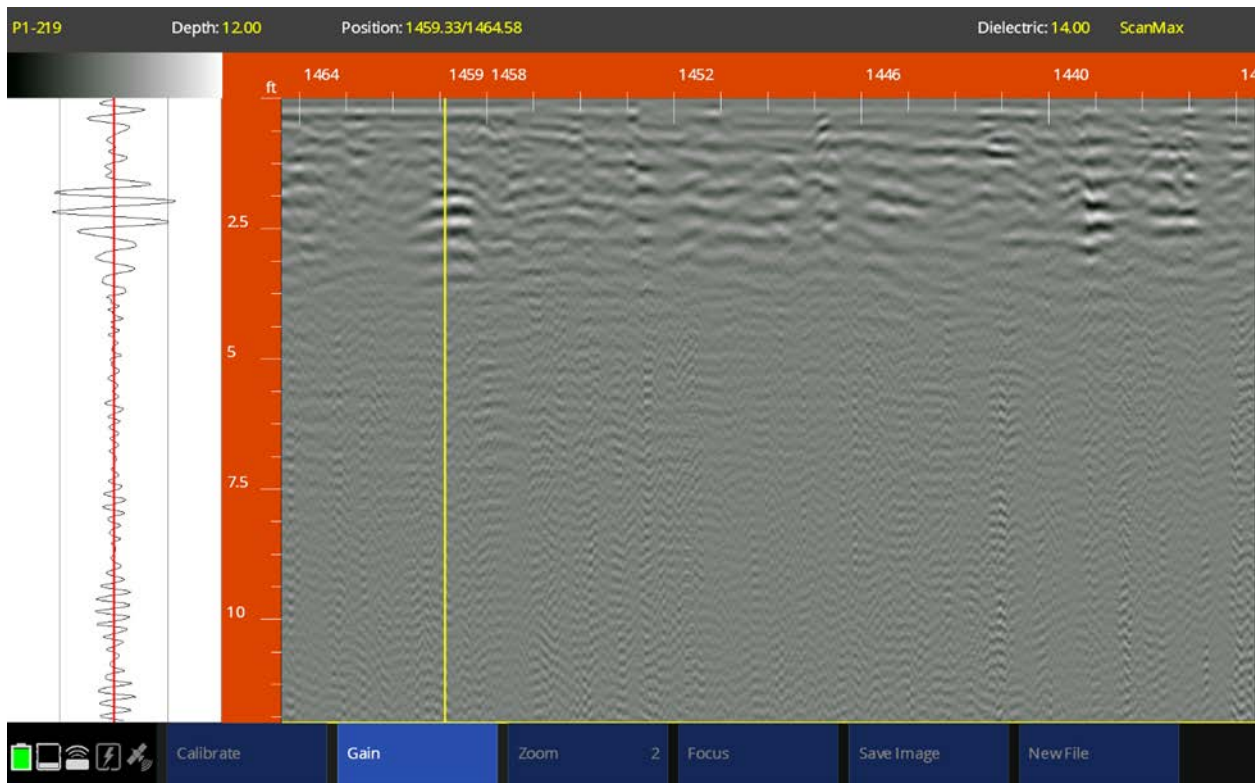 P1-219 Depth: 12.00 Position: 1459.33/1464.58 Dielectric: 14.00 ScanMax
ft 1464 1459 1458 1452 1446 1440 14
2.5
5
7.5
10
Calibrate Gain Zoom 2 Focus Save Image New File